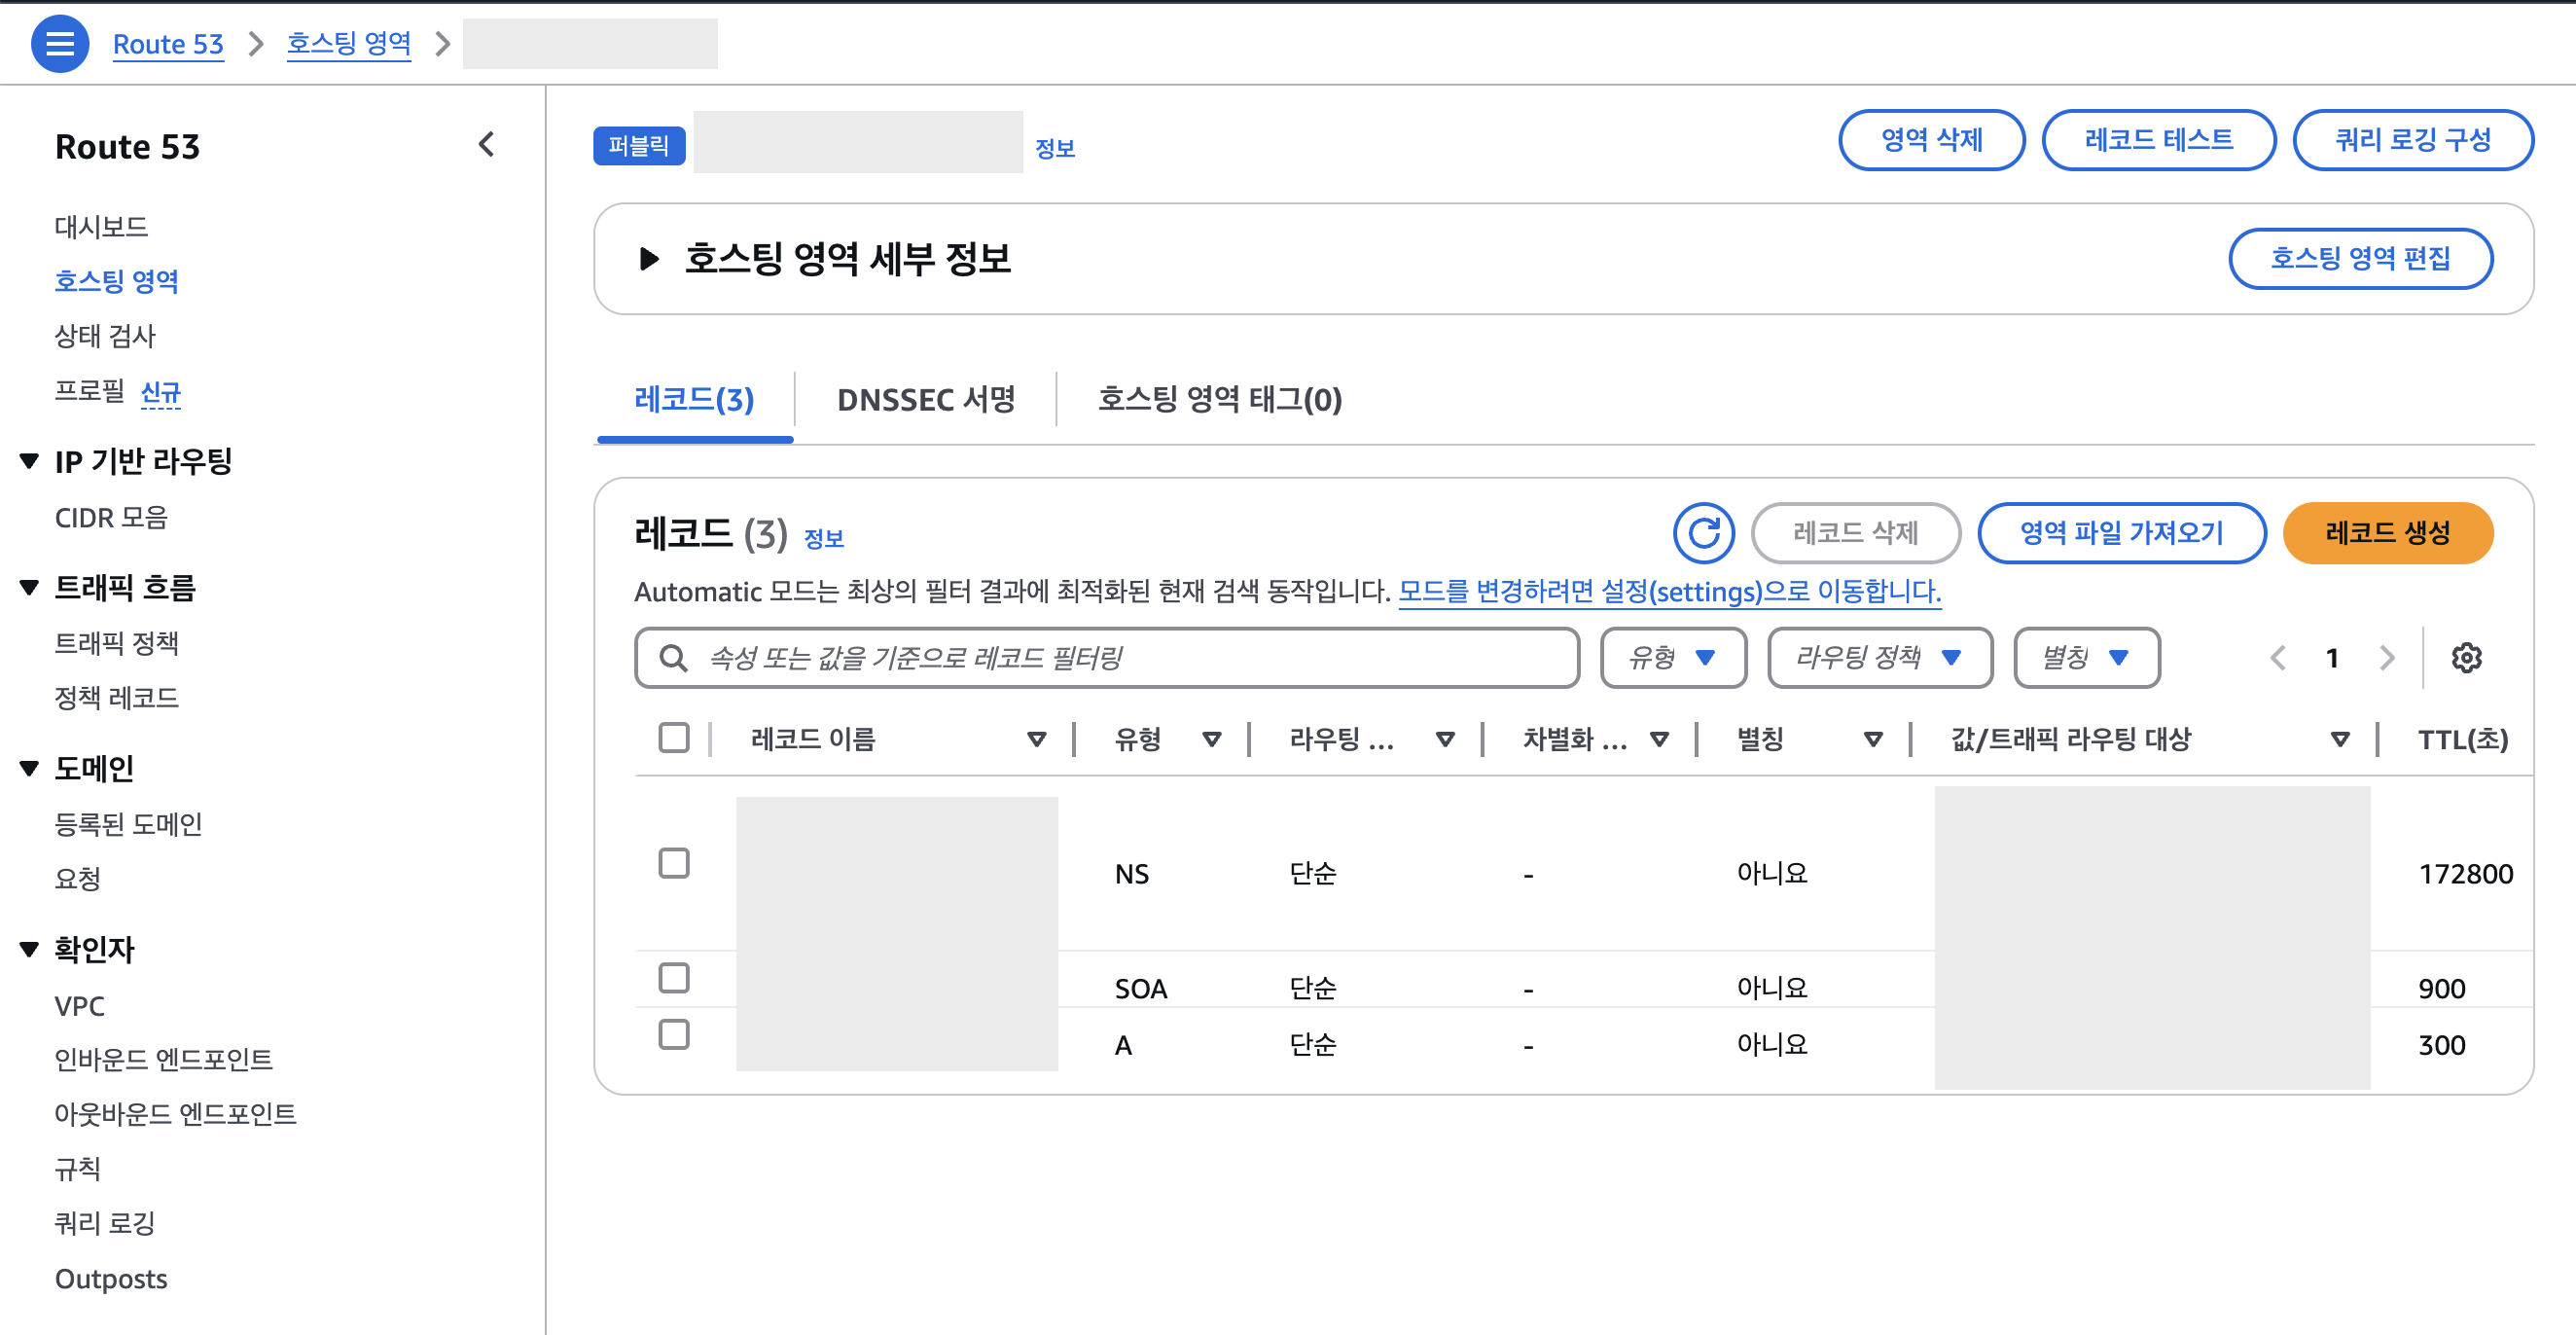 Route 53 > 호스팅 영역 >
Route 53
대시보드
호스팅 영역
상태 검사
프로필 신규
IP 기반 라우팅
CIDR 모음
트래픽 흐름
트래픽 정책
정책 레코드
도메인
등록된 도메인
요청
확인자
VPC
인바운드 엔드포인트
아웃바운드 엔드포인트
규칙
쿼리 로깅
Outposts
퍼블릭 정보 영역 삭제 레코드 테스트 쿼리 로깅 구성
호스팅 영역 세부 정보 호스팅 영역 편집
레코드(3) DNSSEC 서명 호스팅 영역 태그(0)
레코드 (3) 정보 레코드 삭제 영역 파일 가져오기 레코드 생성
Automatic 모드는 최상의 필터 결과에 최적화된 현재 검색 동작입니다. 모드를 변경하려면 설정(settings)으로 이동합니다.
속성 또는 값을 기준으로 레코드 필터링 유형 라우팅 정책 별칭 1
레코드 이름 유형 라우팅 ... 차별화 ... 별칭 값/트래픽 라우팅 대상 TTL(초)
NS 단순 - 아니요 172800
SOA 단순 - 아니요 900
A 단순 - 아니요 300